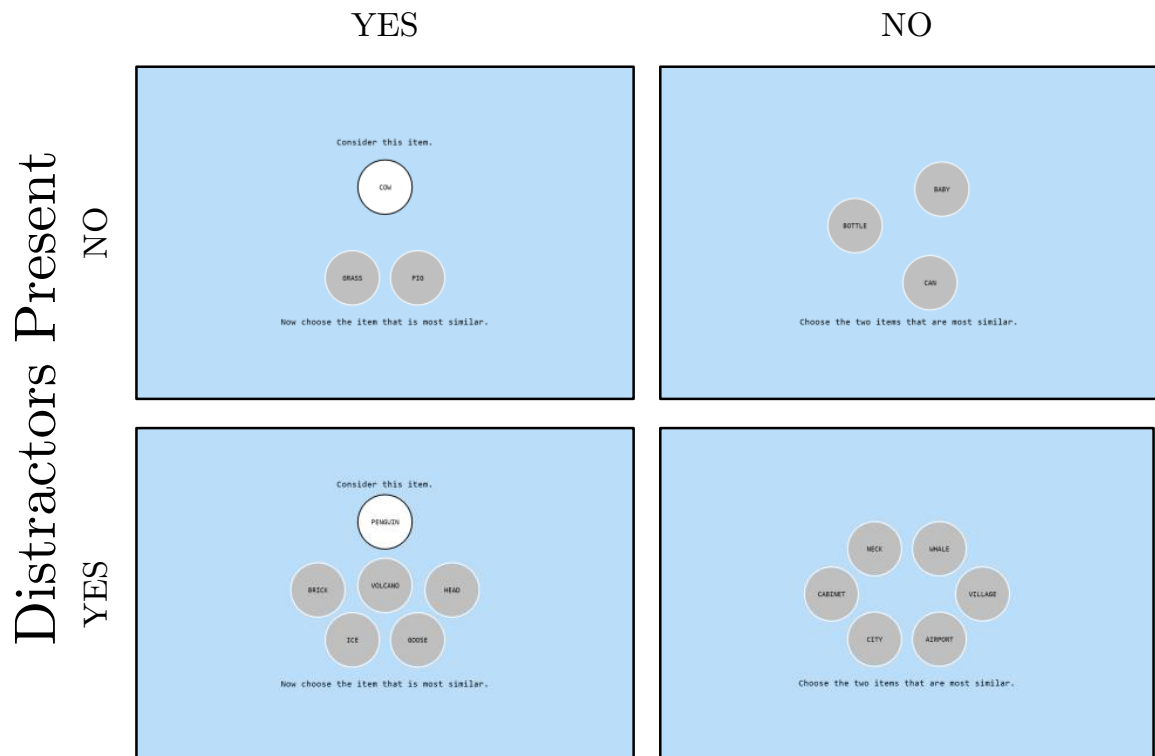 YES
NO
Distractors Present
NO
Consider this item.
COW
GRASS
PIG
Now choose the item that is most similar.
BABY
BOTTLE
CAN
Choose the two items that are most similar.
YES
Consider this item.
PENGUIN
BRICK
VOLCANO
HEAD
ICE
GOOSE
Now choose the item that is most similar.
NECK
WHALE
CABINET
VILLAGE
CITY
AIRPORT
Choose the two items that are most similar.